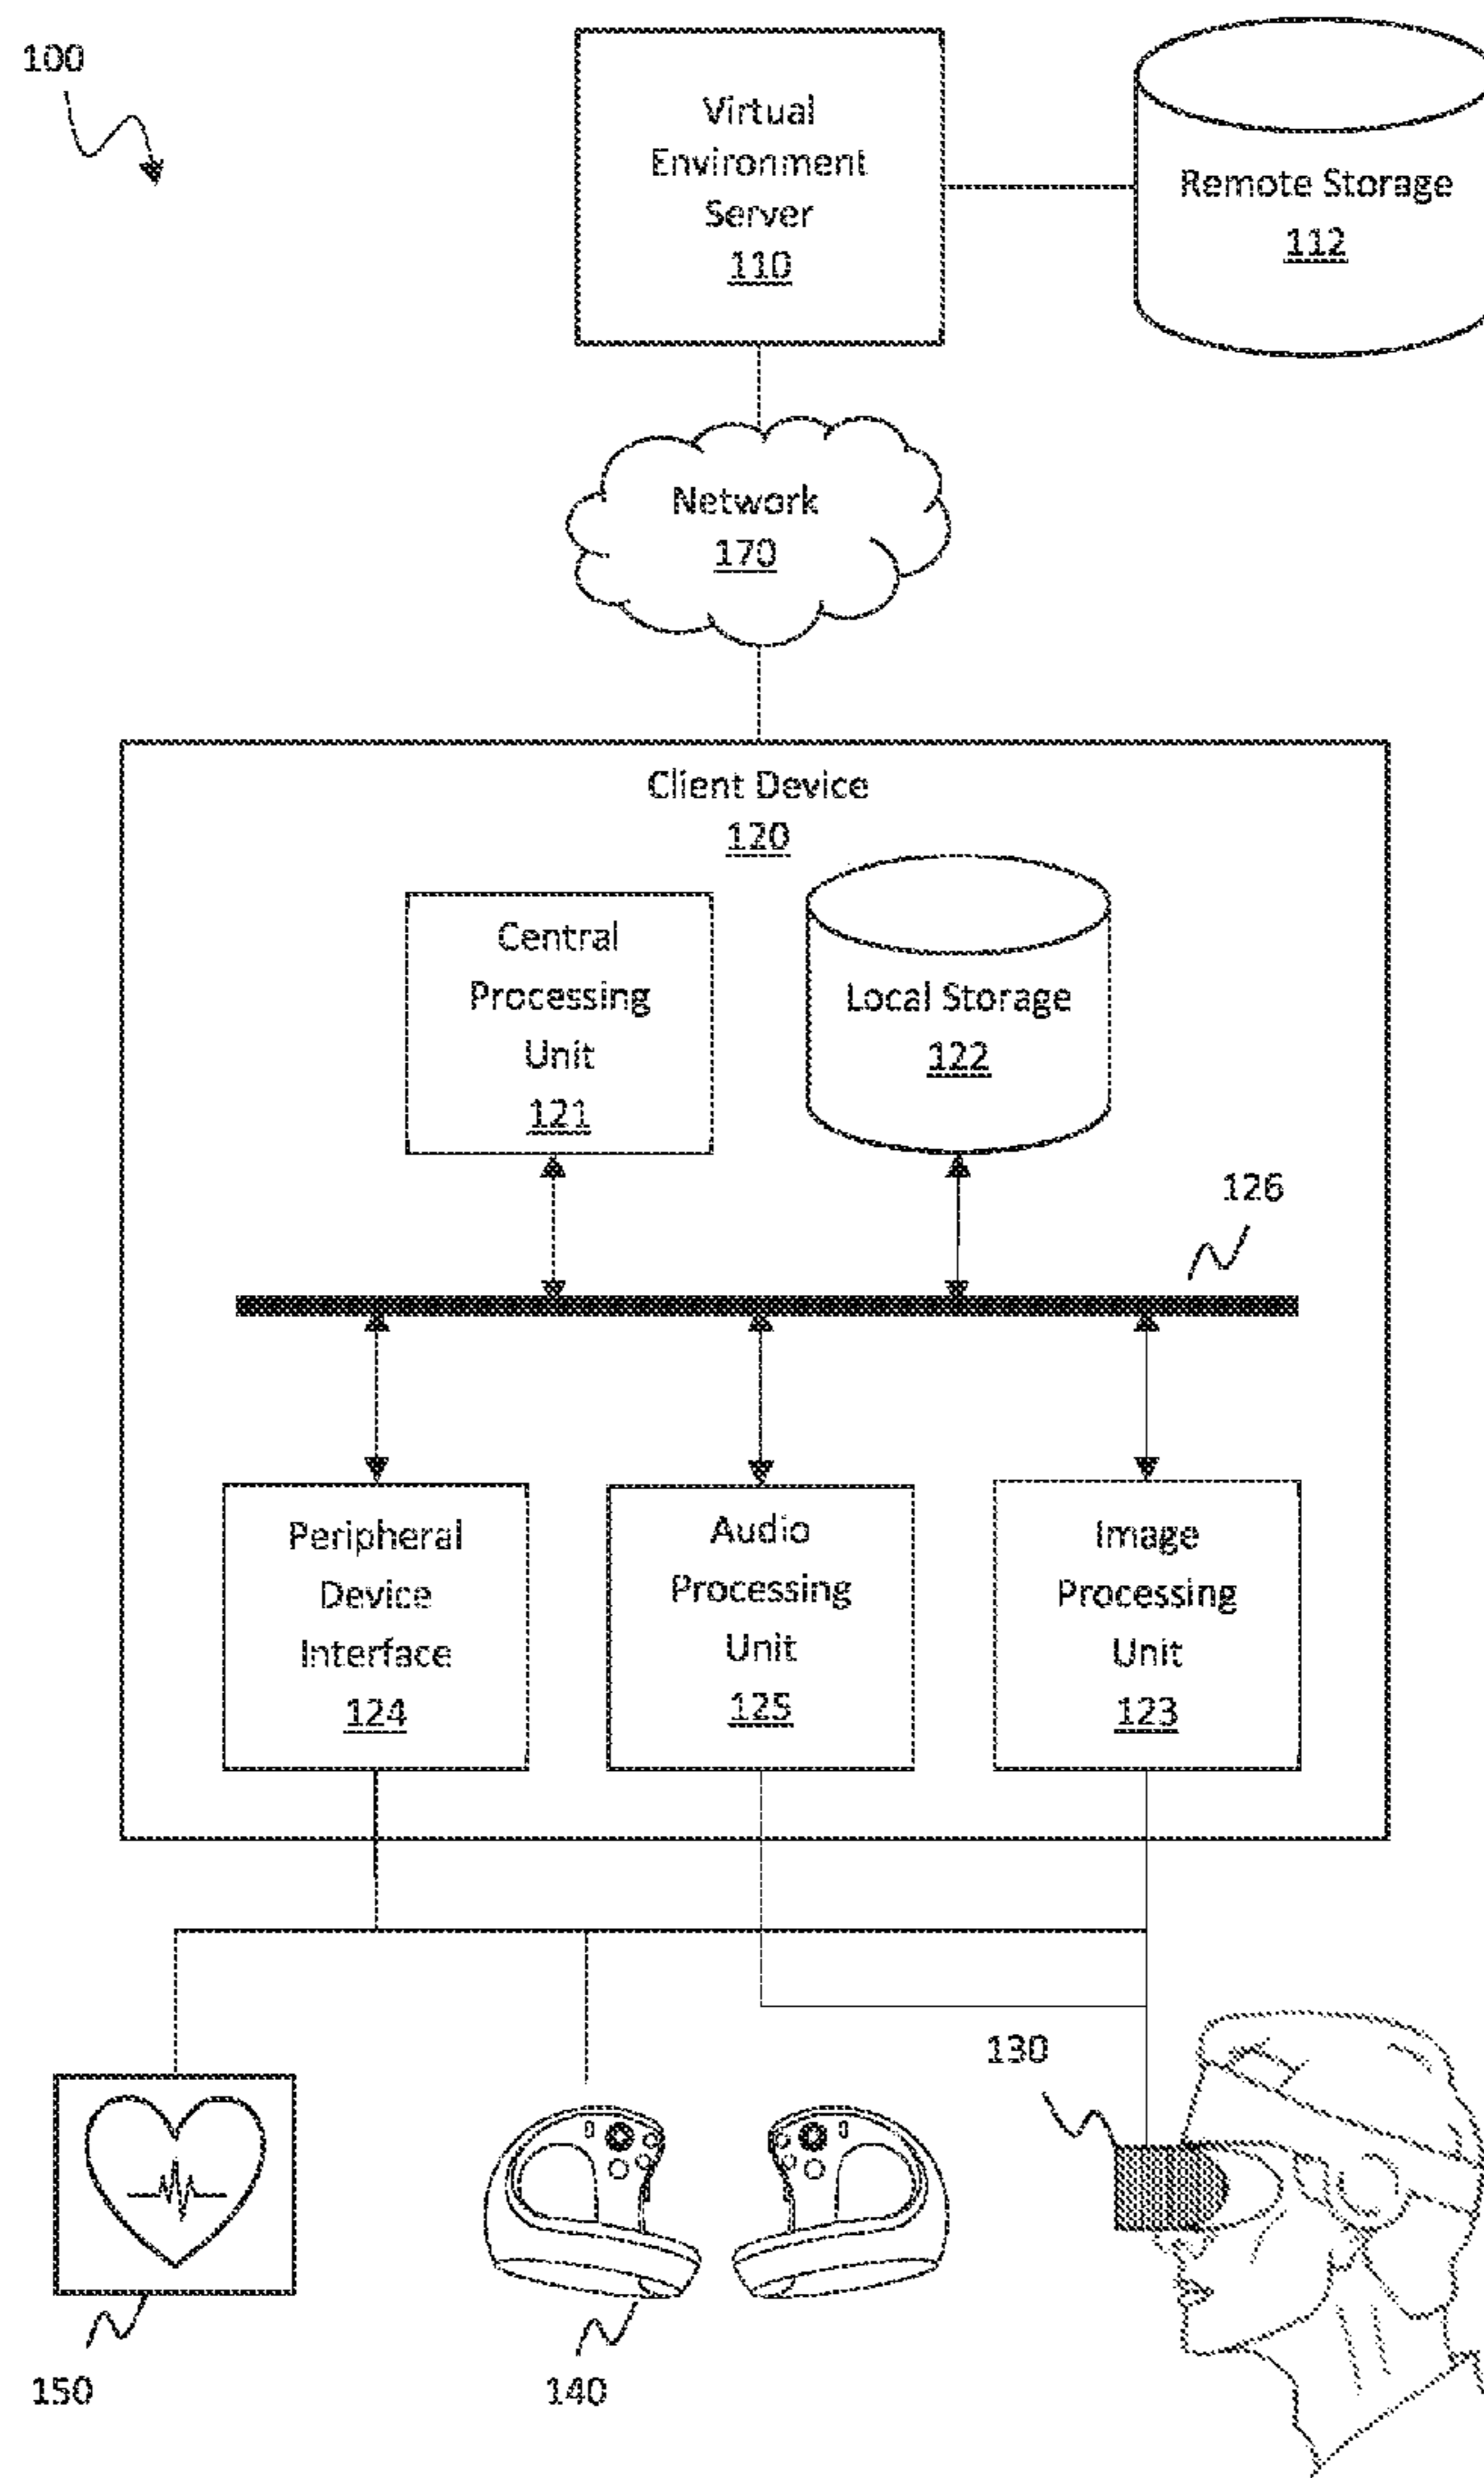 100
Virtual
Environment
Server
110
Remote Storage
112
Network
170
Client Device
120
Central
Processing
Unit
121
Local Storage
122
126
Peripheral
Device
Interface
124
Audio
Processing
Unit
125
Image
Processing
Unit
123
130
150
140